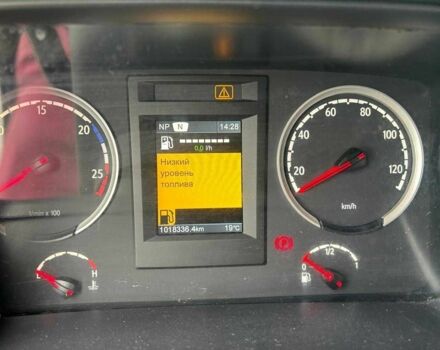 NP N 14:28
0,0 l/h
Низкий
уровень
топлива
1018336.4km 19°C
15
20
25
1/min x 100
20
40
60
80
100
120
km/h
H
P
0
1/2
1